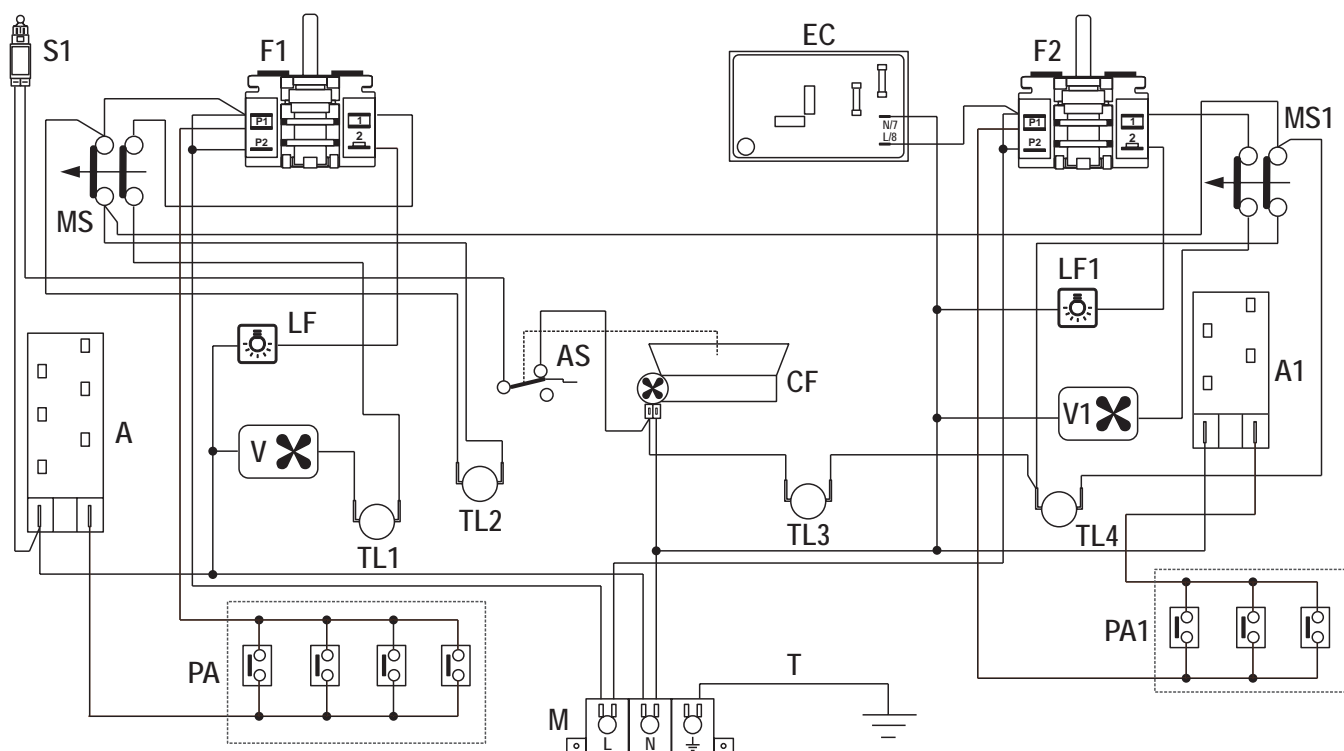 S1
F1
EC
F2
P1
1
P2
2
N/7
L/8
P1
1
P2
2
MS1
MS
LF
LF1
AS
CF
A
A1
V
V1
TL1
TL2
TL3
TL4
PA
PA1
T
M
L
N